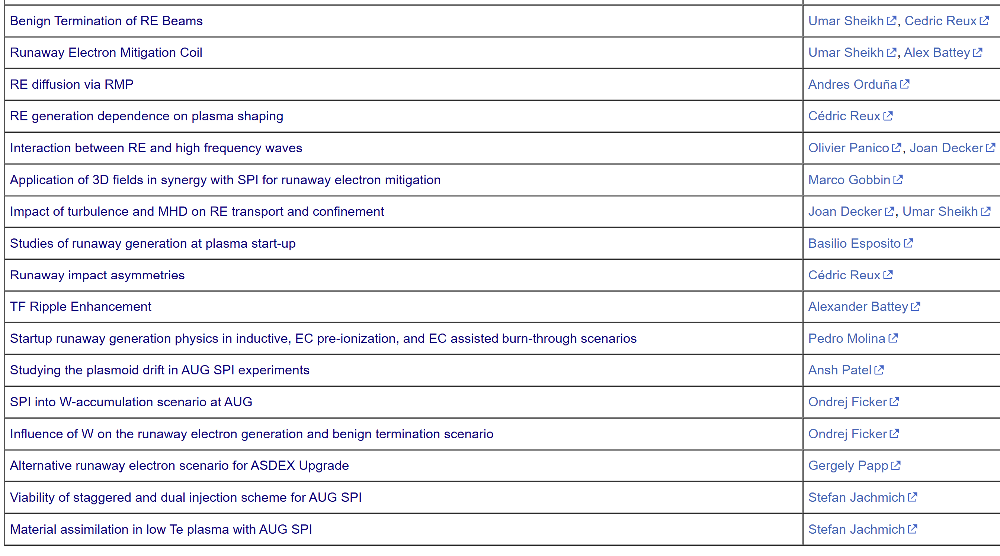 Benign Termination of RE Beams Umar Sheikh, Cedric Reux
Runaway Electron Mitigation Coil Umar Sheikh, Alex Battey
RE diffusion via RMP Andres Orduña
RE generation dependence on plasma shaping Cédric Reux
Interaction between RE and high frequency waves Olivier Panico, Joan Decker
Application of 3D fields in synergy with SPI for runaway electron mitigation Marco Gobbin
Impact of turbulence and MHD on RE transport and confinement Joan Decker, Umar Sheikh
Studies of runaway generation at plasma start-up Basilio Esposito
Runaway impact asymmetries Cédric Reux
TF Ripple Enhancement Alexander Battey
Startup runaway generation physics in inductive, EC pre-ionization, and EC assisted burn-through scenarios Pedro Molina
Studying the plasmoid drift in AUG SPI experiments Ansh Patel
SPI into W-accumulation scenario at AUG Ondrej Ficker
Influence of W on the runaway electron generation and benign termination scenario Ondrej Ficker
Alternative runaway electron scenario for ASDEX Upgrade Gergely Papp
Viability of staggered and dual injection scheme for AUG SPI Stefan Jachmich
Material assimilation in low Te plasma with AUG SPI Stefan Jachmich